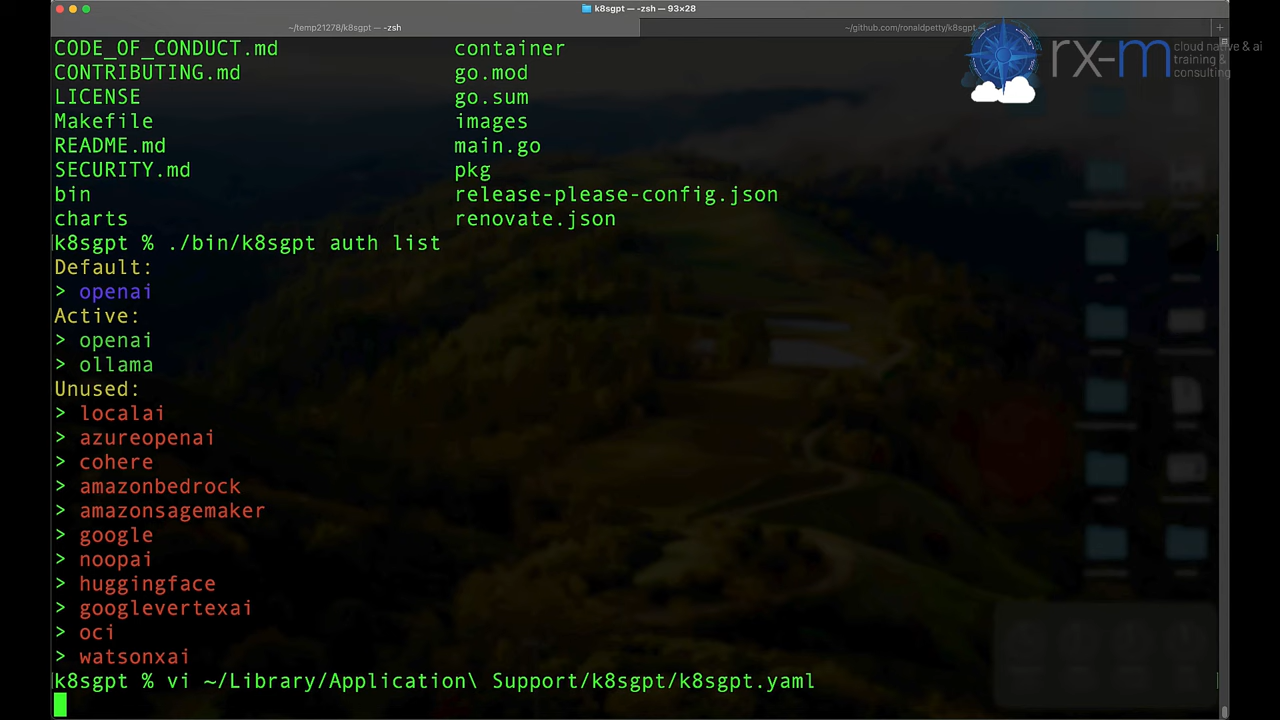 k8sgpt — -zsh — 93×28
~/temp21278/k8sgpt — -zsh
~/github.com/ronaldpetty/k8sgpt —
+
rx-m cloud native & ai
training &
consulting
CODE_OF_CONDUCT.md container
CONTRIBUTING.md go.mod
LICENSE go.sum
Makefile images
README.md main.go
SECURITY.md pkg
bin release-please-config.json
charts renovate.json
k8sgpt % ./bin/k8sgpt auth list
Default:
> openai
Active:
> openai
> ollama
Unused:
> localai
> azureopenai
> cohere
> amazonbedrock
> amazonsagemaker
> google
> noopai
> huggingface
> googlevertexai
> oci
> watsonxai
k8sgpt % vi ~/Library/Application\ Support/k8sgpt/k8sgpt.yaml